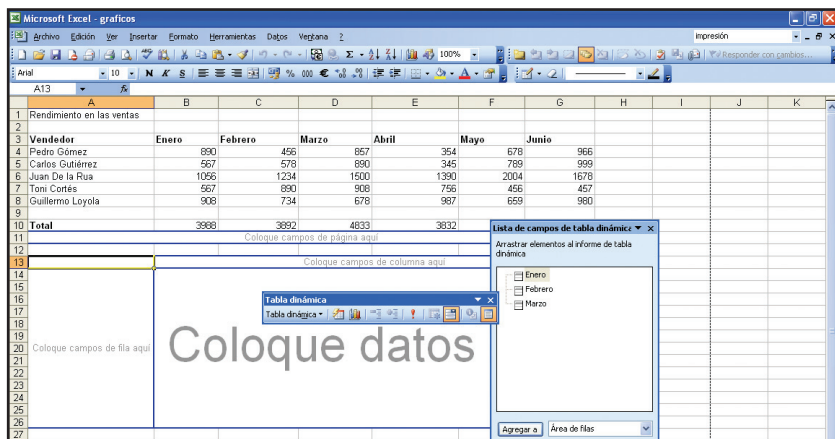 Microsoft Excel - graficos
Archivo Edición Ver Insertar Formato Herramientas Datos Ventana ? impresión
100% Responder con cambios...
Arial 10 N K S % 000 €
A13 fx
A B C D E F G H I J K
1 Rendimiento en las ventas
2
3 Vendedor Enero Febrero Marzo Abril Mayo Junio
4 Pedro Gómez 890 456 857 354 678 966
5 Carlos Gutiérrez 567 578 890 345 789 999
6 Juan De la Rua 1056 1234 1500 1390 2004 1678
7 Toni Cortés 567 890 908 756 456 457
8 Guillermo Loyola 908 734 678 987 659 980
9
10 Total 3988 3892 4833 3832
11 Coloque campos de página aquí
12
13 Coloque campos de columna aquí
14
15
16
17
18
19
20 Coloque campos de fila aquí
21
22
23
24
25
26
27
Coloque datos
Tabla dinámica
Tabla dinámica
Lista de campos de tabla dinámica
Arrastrar elementos al informe de tabla
dinámica
Enero
Febrero
Marzo
Agregar a Área de filas